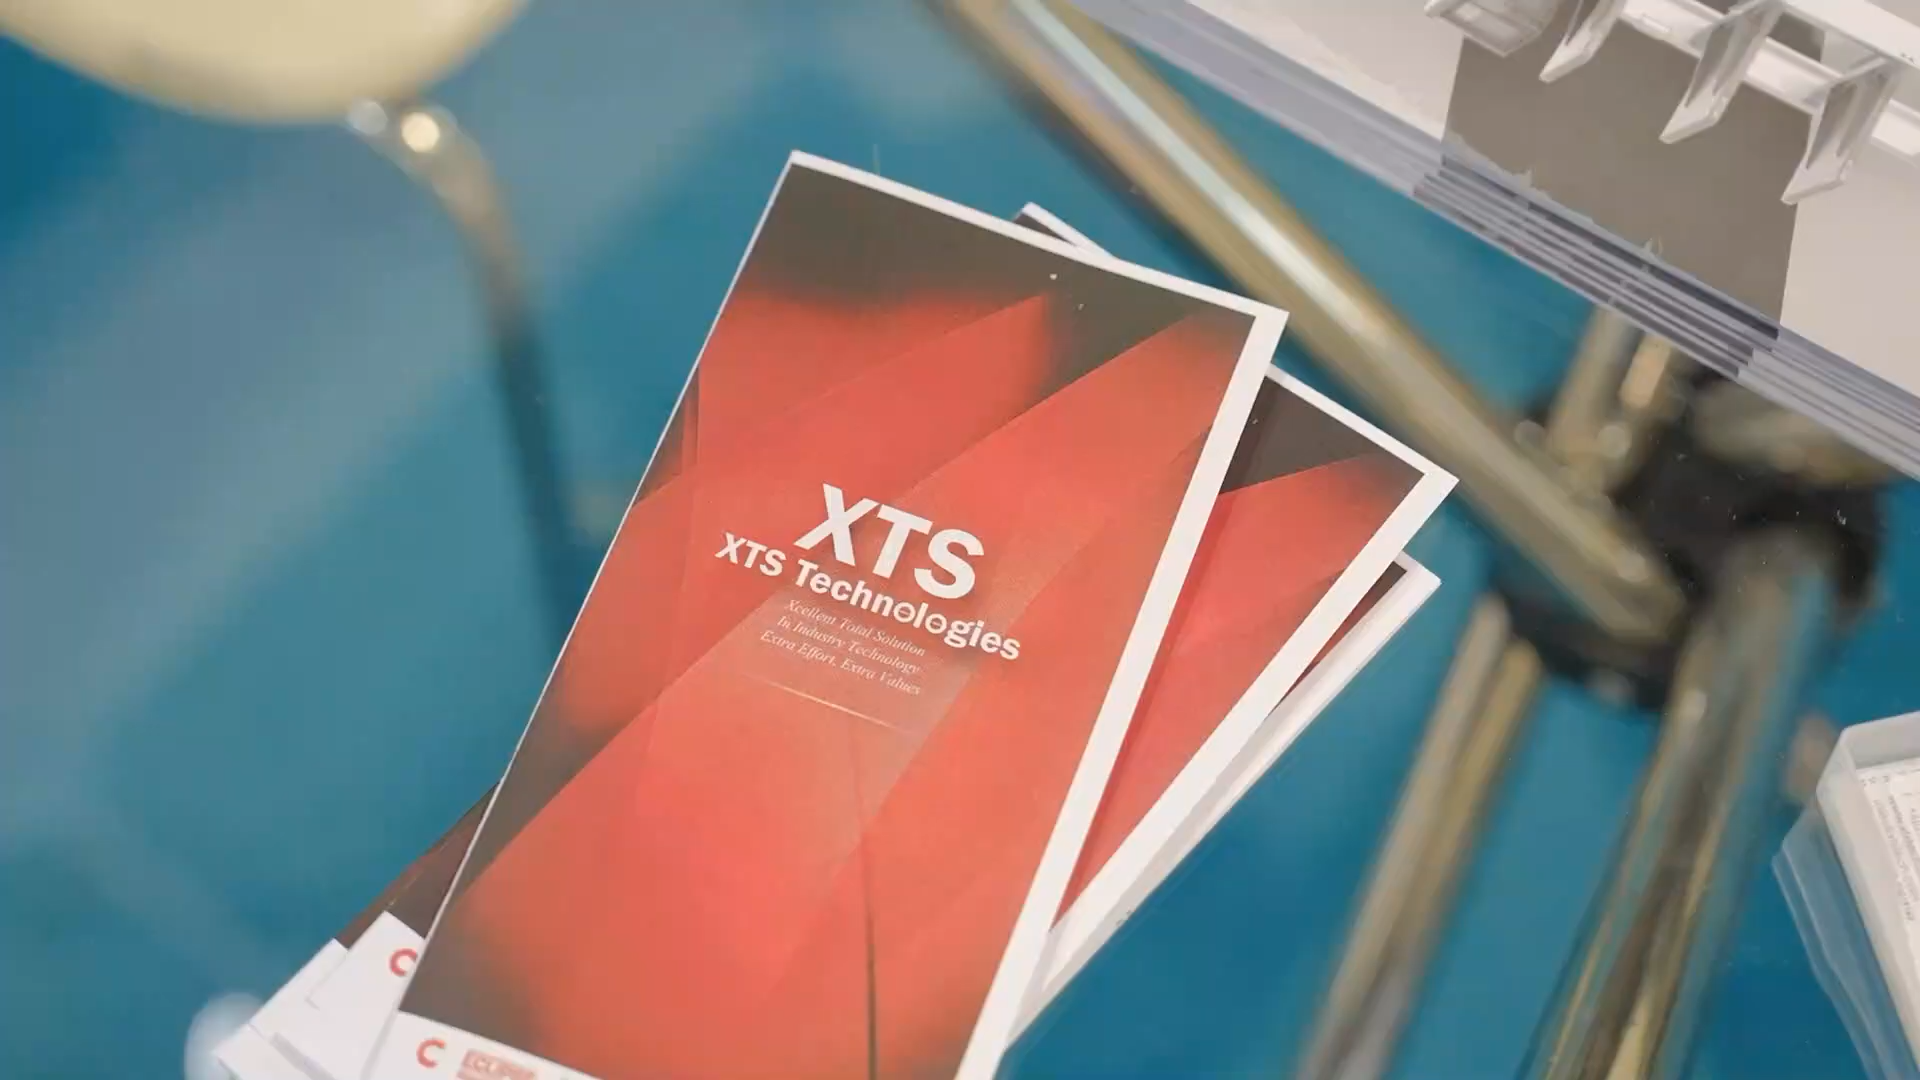 XTS
XTS Technologies
Xcellent Total Solution
In Industry Technology
Extra Effort, Extra Values
C
C